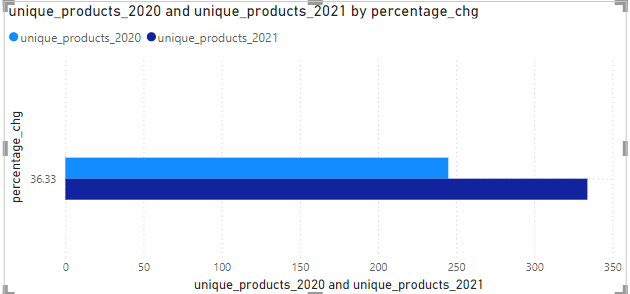 unique_products_2020 and unique_products_2021 by percentage_chg
unique_products_2020 unique_products_2021
percentage_chg
36.33
0 50 100 150 200 250 300 350
unique_products_2020 and unique_products_2021